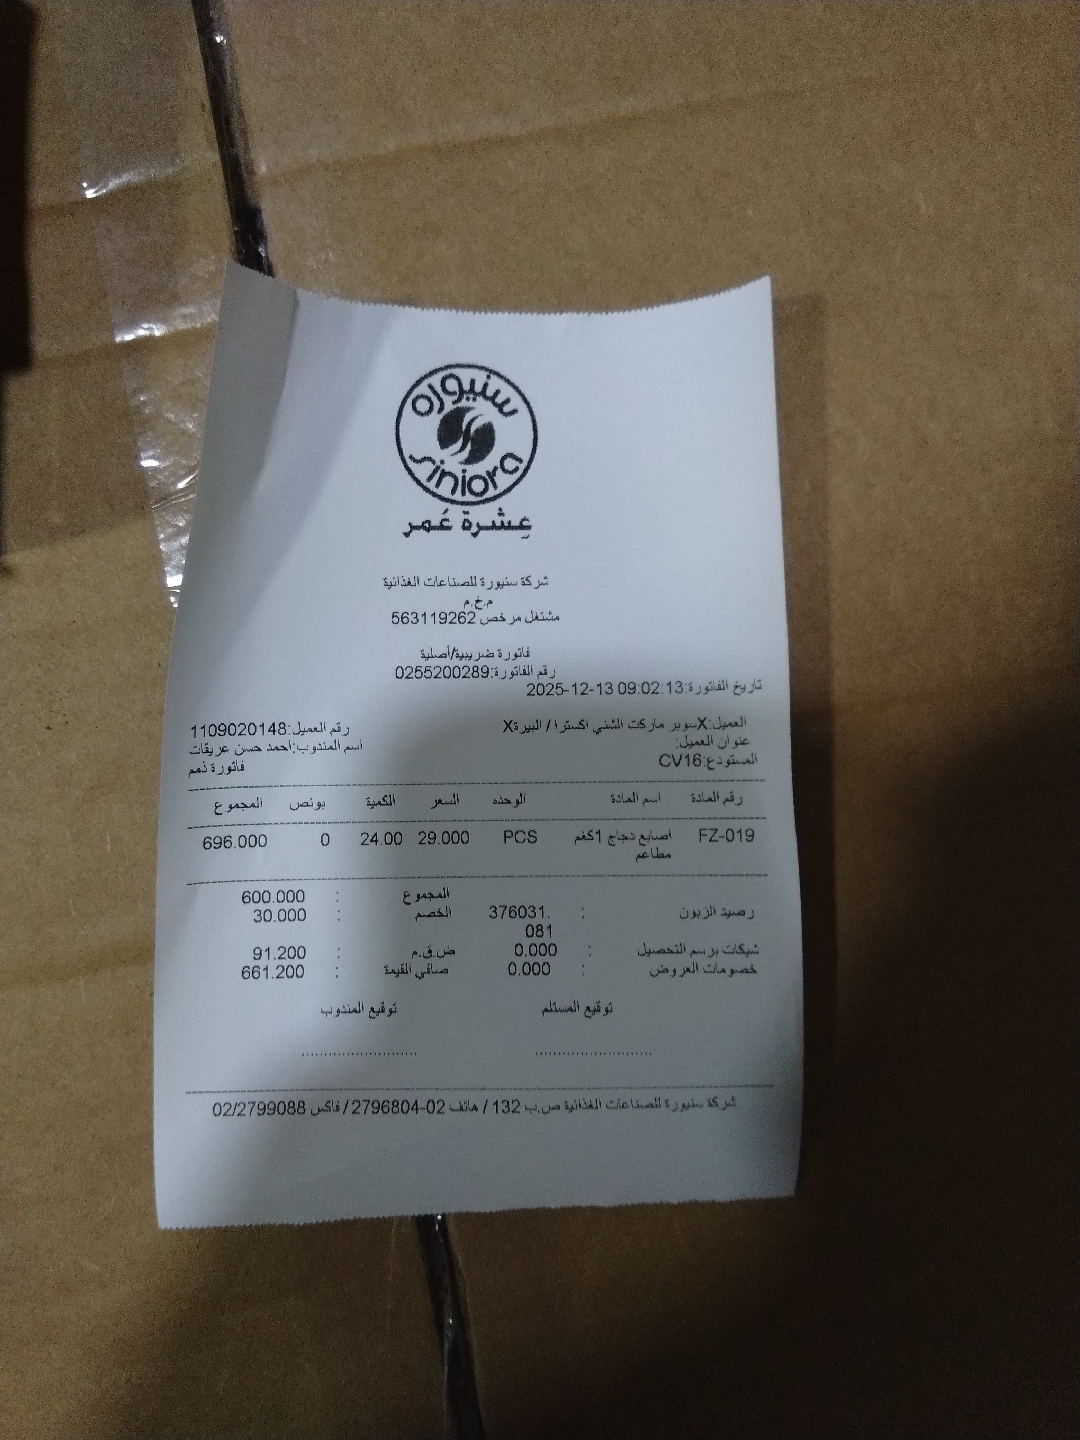 سنيوره
siniora
عِشرة عُمر
شركة سنيورة للصناعات الغذائية
م.خ.م
مشتغل مرخص 563119262
فاتورة ضريبية/أصلية
رقم الفاتورة:0255200289
تاريخ الفاتورة:2025-12-13 09:02:13
العميل:Xسوبر ماركت الشني اكسترا / البيرةX رقم العميل:1109020148
عنوان العميل: اسم المندوب:احمد حسن عريقات
المستودع:CV16 فاتورة ذمم
رقم المادة اسم المادة الوحده السعر الكمية بونص المجموع
FZ-019 اصابع دجاج 1كغم PCS 29.000 24.00 0 696.000
مطاعم
المجموع : 600.000
رصيد الزبون : 376031. الخصم : 30.000
081
شيكات برسم التحصيل : 0.000 ض.ق.م : 91.200
خصومات العروض : 0.000 صافي القيمة : 661.200
توقيع المستلم توقيع المندوب
........................... ...........................
شركة سنيورة للصناعات الغذائية ص.ب 132 / هاتف 02-2796804 / فاكس 02/2799088